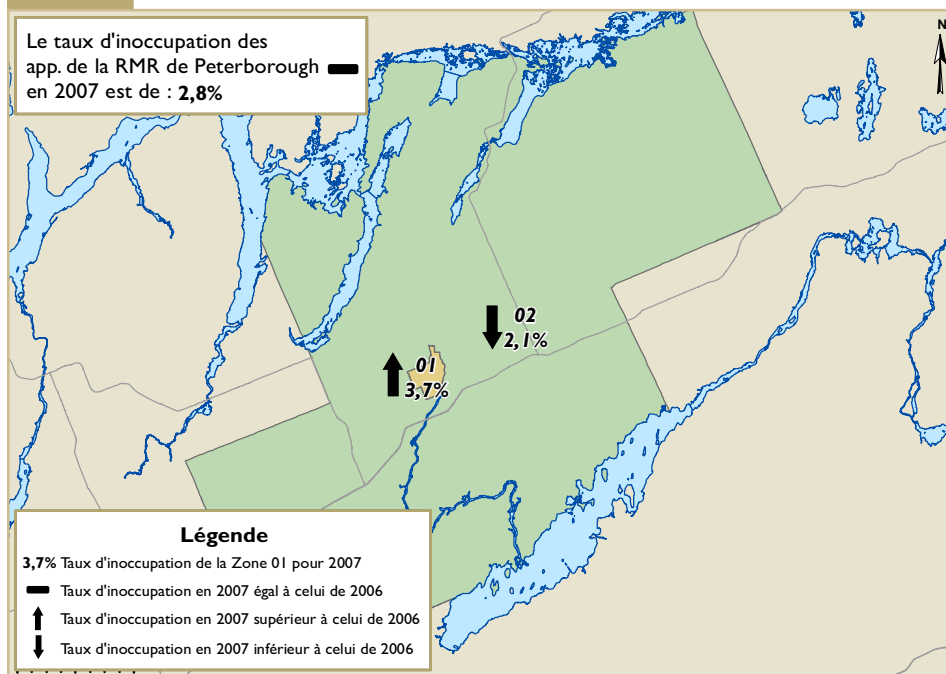 Le taux d'inoccupation des
app. de la RMR de Peterborough
en 2007 est de : 2,8%
N
02
2,1%
01
3,7%
Légende
3,7% Taux d'inoccupation de la Zone 01 pour 2007
Taux d'inoccupation en 2007 égal à celui de 2006
Taux d'inoccupation en 2007 supérieur à celui de 2006
Taux d'inoccupation en 2007 inférieur à celui de 2006